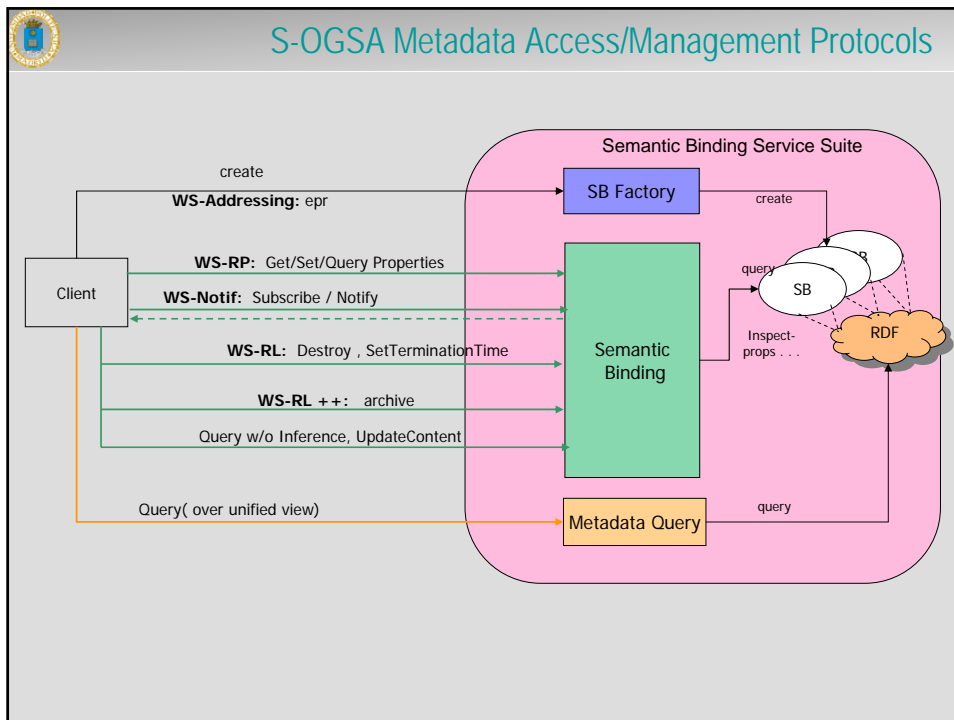 S-OGSA Metadata Access/Management Protocols
Semantic Binding Service Suite
create
WS-Addressing: epr
SB Factory
create
WS-RP: Get/Set/Query Properties
query
Client
WS-Notif: Subscribe / Notify
SB
RDF
Inspect-
props . . .
WS-RL: Destroy , SetTerminationTime
Semantic
Binding
WS-RL ++: archive
Query w/o Inference, UpdateContent
Query( over unified view)
Metadata Query
query